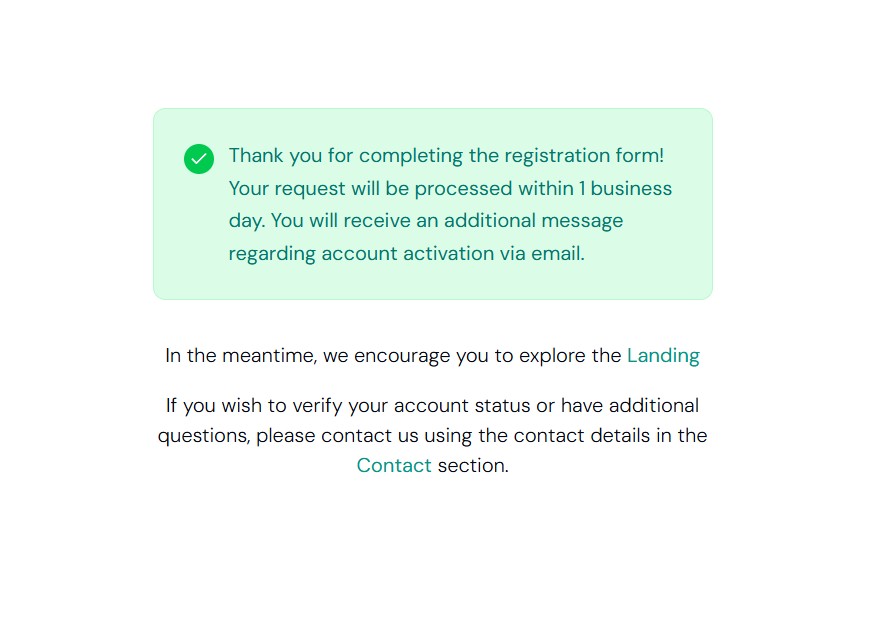 Thank you for completing the registration form!
Your request will be processed within 1 business
day. You will receive an additional message
regarding account activation via email.
In the meantime, we encourage you to explore the Landing
If you wish to verify your account status or have additional
questions, please contact us using the contact details in the
Contact section.